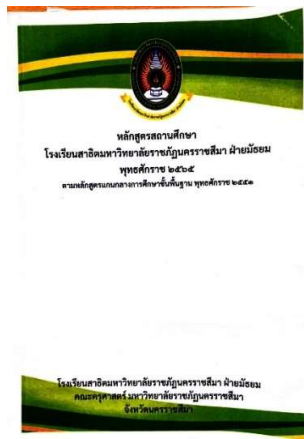 หลักสูตรสถานศึกษา
โรงเรียนสาธิตมหาวิทยาลัยราชภัฏนครราชสีมา ฝ่ายมัธยม
พุทธศักราช ๒๕๖๕
ตามหลักสูตรแกนกลางการศึกษาขั้นพื้นฐาน พุทธศักราช ๒๕๕๑
โรงเรียนสาธิตมหาวิทยาลัยราชภัฏนครราชสีมา ฝ่ายมัธยม
คณะครุศาสตร์ มหาวิทยาลัยราชภัฏนครราชสีมา
จังหวัดนครราชสีมา